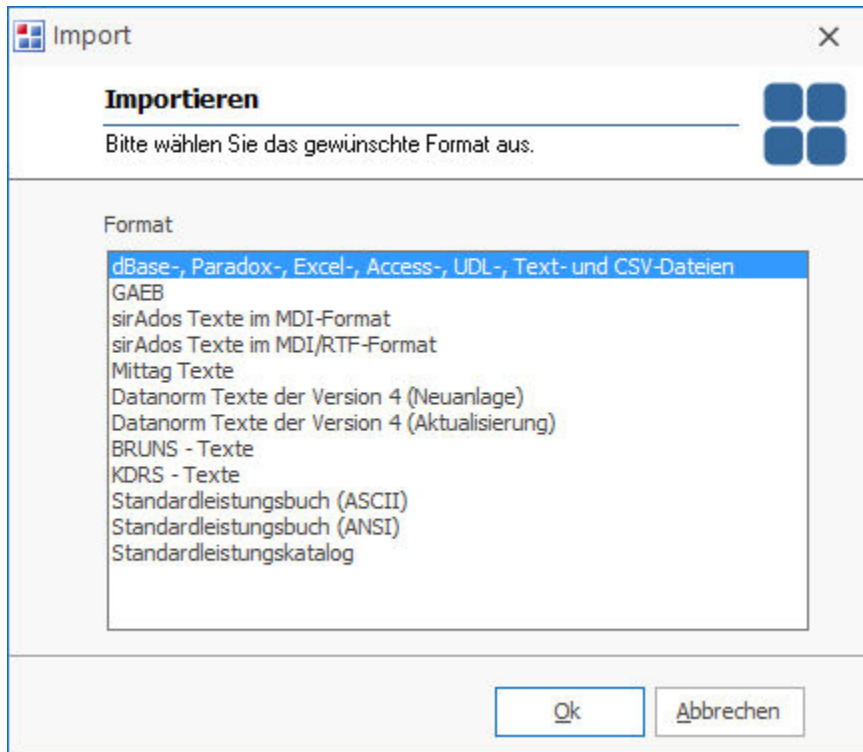 Import
Importieren
Bitte wählen Sie das gewünschte Format aus.
Format
dBase-, Paradox-, Excel-, Access-, UDL-, Text- und CSV-Dateien
GAEB
sirAdos Texte im MDI-Format
sirAdos Texte im MDI/RTF-Format
Mittag Texte
Datanorm Texte der Version 4 (Neuanlage)
Datanorm Texte der Version 4 (Aktualisierung)
BRUNS - Texte
KDRS - Texte
Standardleistungsbuch (ASCII)
Standardleistungsbuch (ANSI)
Standardleistungskatalog
Ok Abbrechen